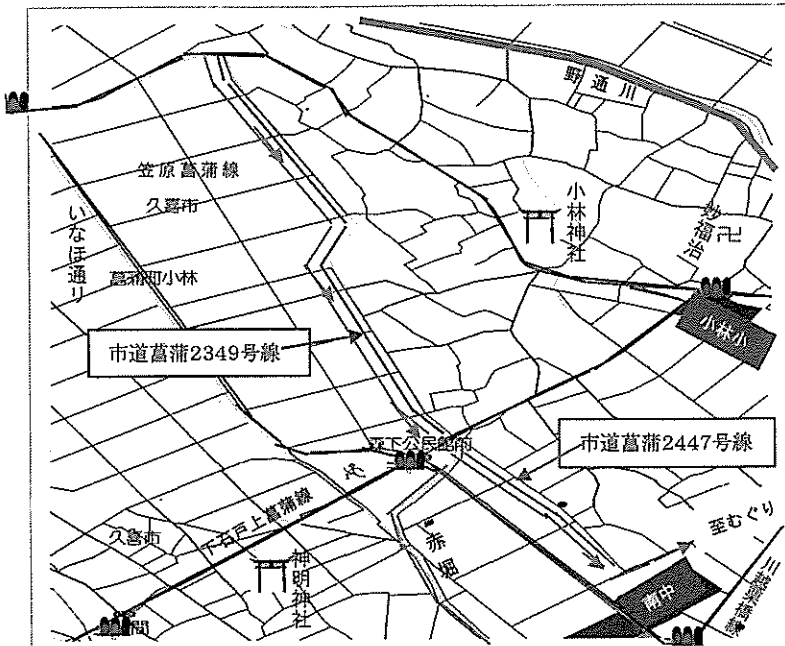 野通川
笠原菖蒲線
久喜市
いなほ通り
菖蒲町小林
小林神社
妙福治
小林小
市道菖蒲2349号線
森下公民館前
市道菖蒲2447号線
下石戸上菖蒲線
久喜市
赤堀
神明神社
至むぐり
南中
川越栗橋線
間